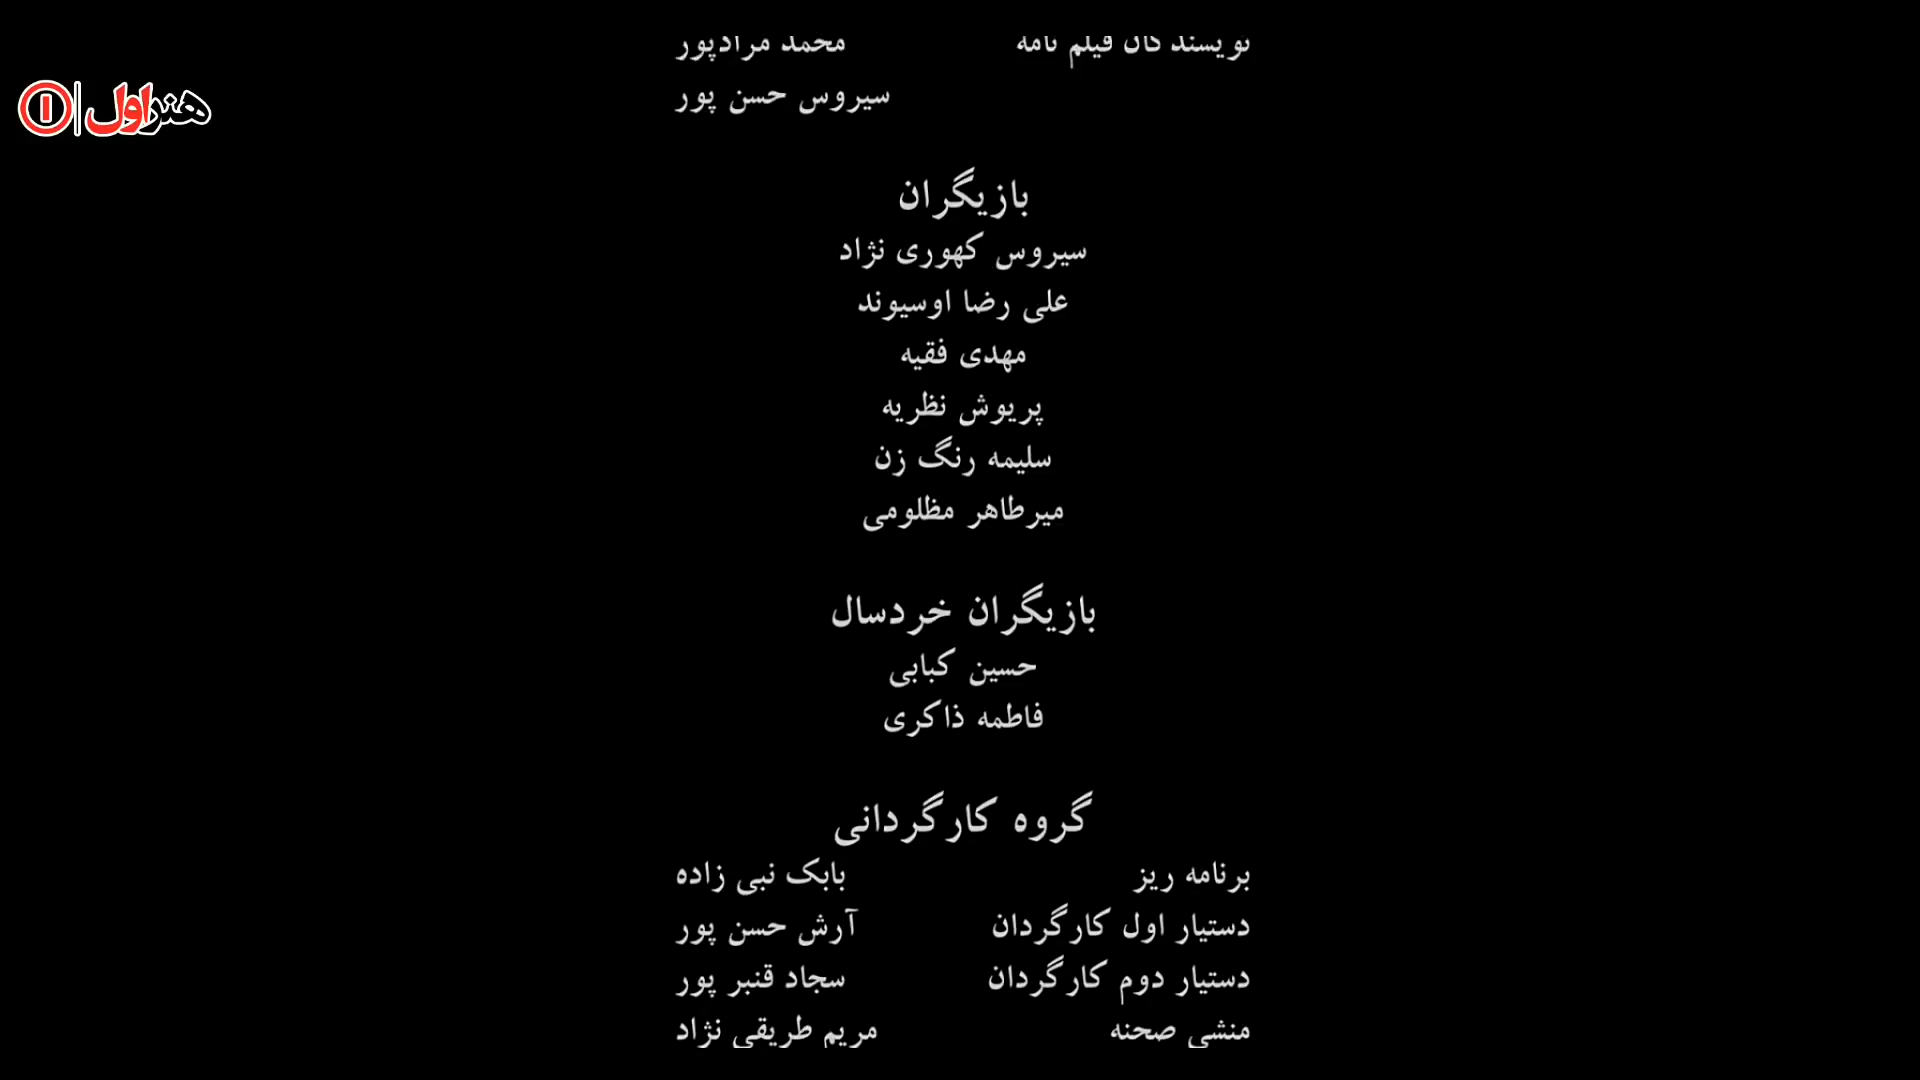 نویسندگان فیلم نامه محمد مرادپور
سیروس حسن پور
هنر اول
بازیگران
سیروس کهوری نژاد
علی رضا اوسیوند
مهدی فقیه
پریوش نظریه
سلیمه رنگ زن
میرطاهر مظلومی
بازیگران خردسال
حسین کبابی
فاطمه ذاکری
گروه کارگردانی
برنامه ریز بابک نبی زاده
دستیار اول کارگردان آرش حسن پور
دستیار دوم کارگردان سجاد قنبر پور
منشی صحنه مریم طریقی نژاد